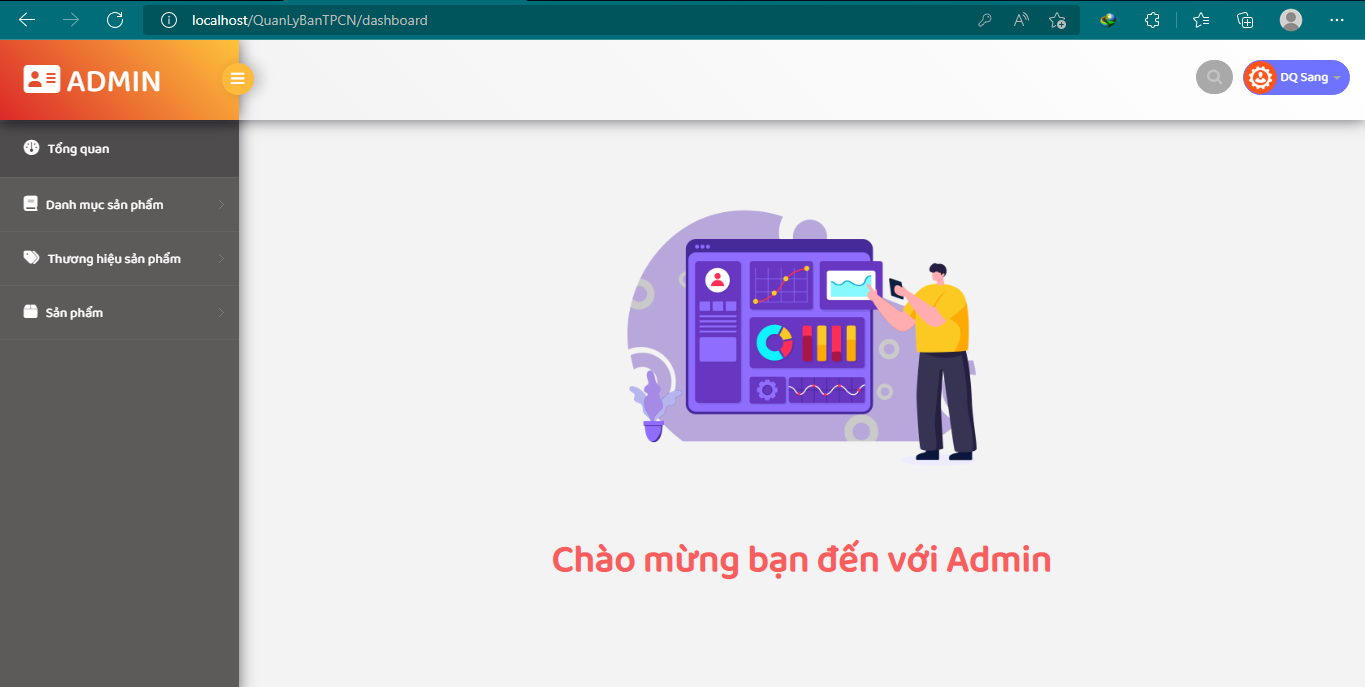 localhost/QuanLyBanTPCN/dashboard
ADMIN
DQ Sang
Tổng quan
Danh mục sản phẩm
Thương hiệu sản phẩm
Sản phẩm
Chào mừng bạn đến với Admin